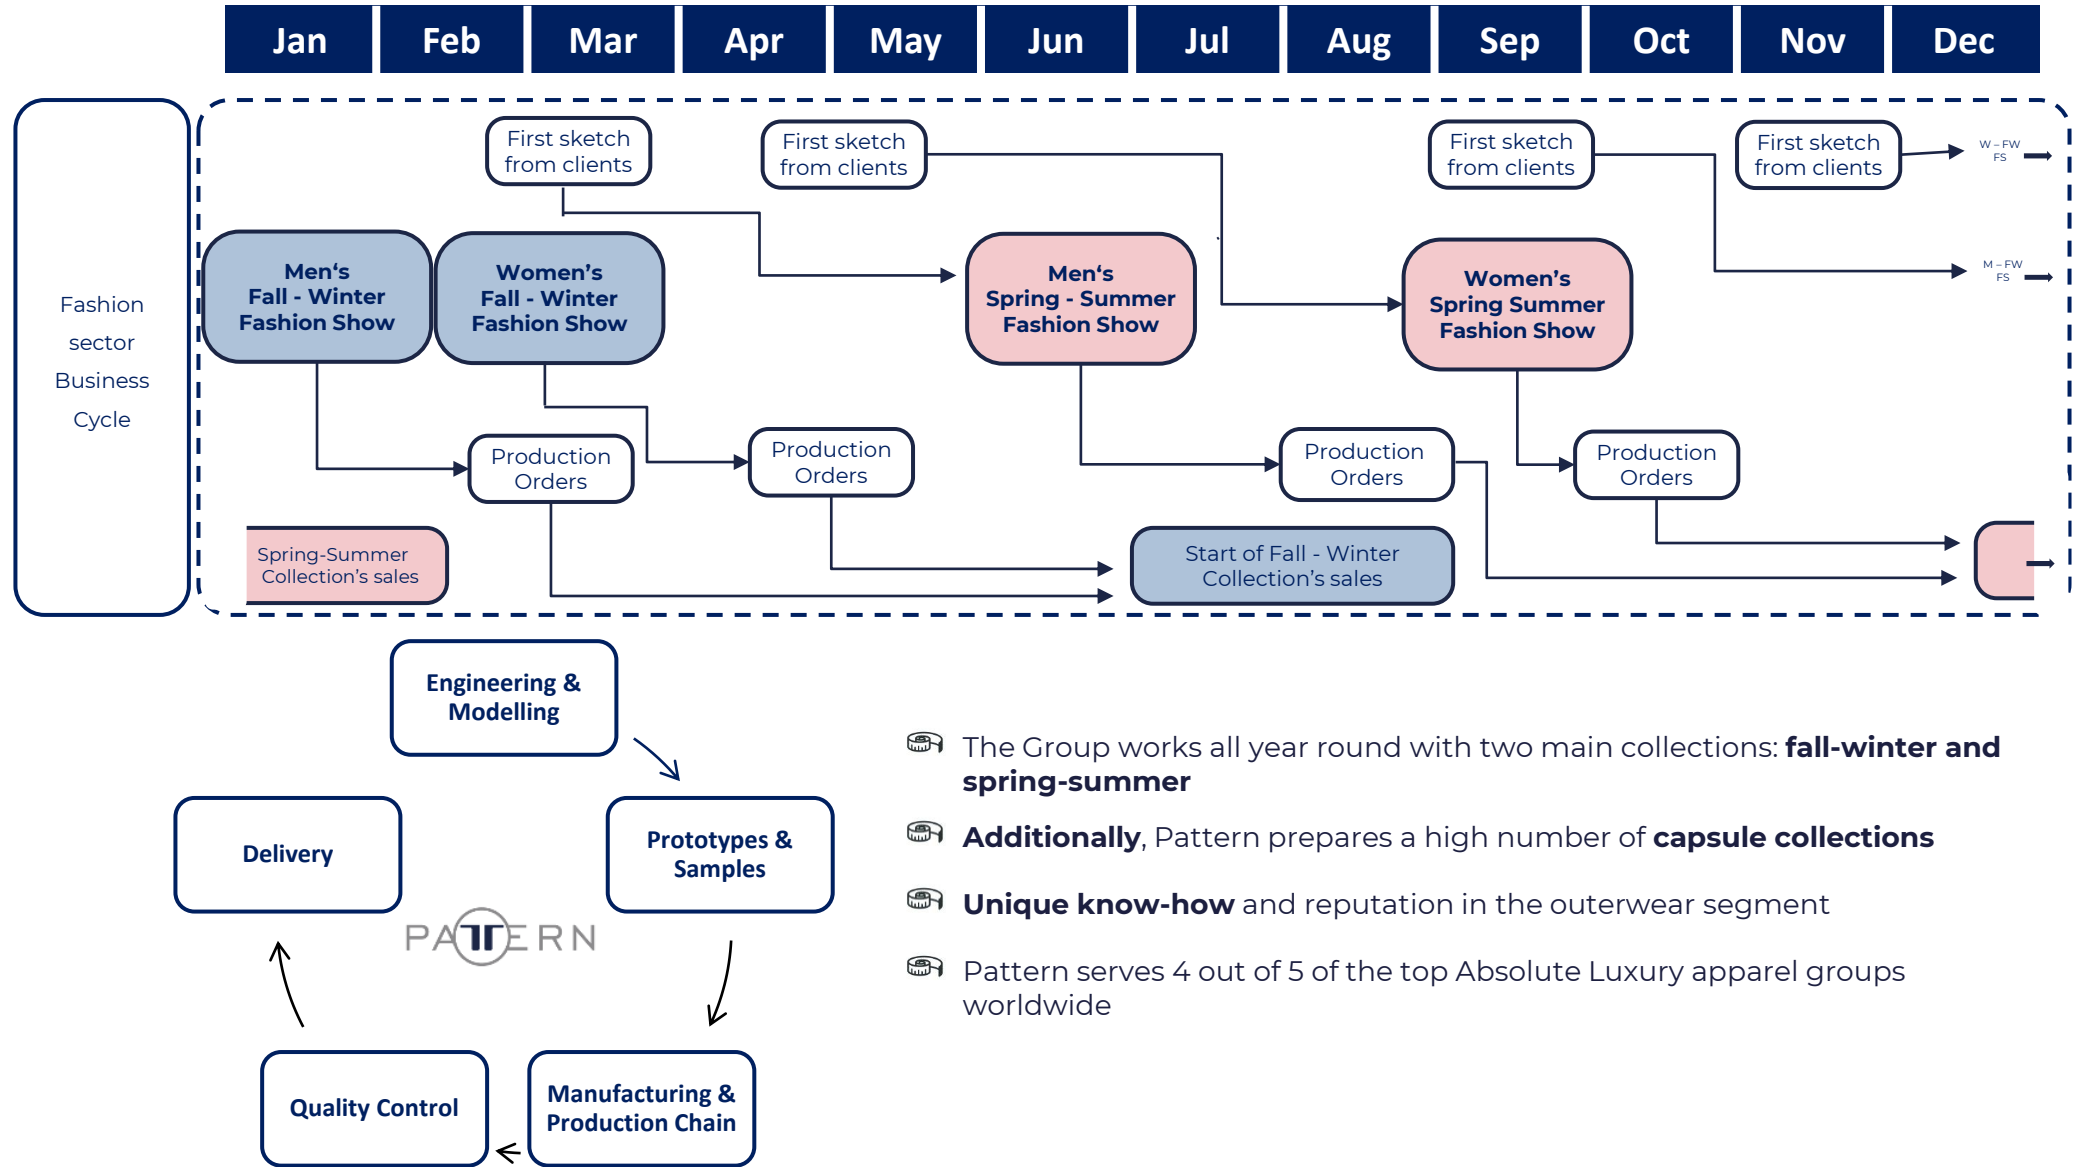 Jan
Feb
Mar
Apr
May
Jun
Jul
Aug
Sep
Oct
Nov
Dec
Fashion
sector
Business
Cycle
First sketch
from clients
First sketch
from clients
First sketch
from clients
First sketch
from clients
W – FW
FS
M – FW
FS
Men‘s
Fall - Winter
Fashion Show
Women’s
Fall - Winter
Fashion Show
Men‘s
Spring - Summer
Fashion Show
Women’s
Spring Summer
Fashion Show
Production
Orders
Production
Orders
Production
Orders
Production
Orders
Spring-Summer
Collection’s sales
Start of Fall - Winter
Collection’s sales
Engineering &
Modelling
Prototypes &
Samples
Manufacturing &
Production Chain
Quality Control
Delivery
PATTERN
The Group works all year round with two main collections: fall-winter and
spring-summer
Additionally, Pattern prepares a high number of capsule collections
Unique know-how and reputation in the outerwear segment
Pattern serves 4 out of 5 of the top Absolute Luxury apparel groups
worldwide